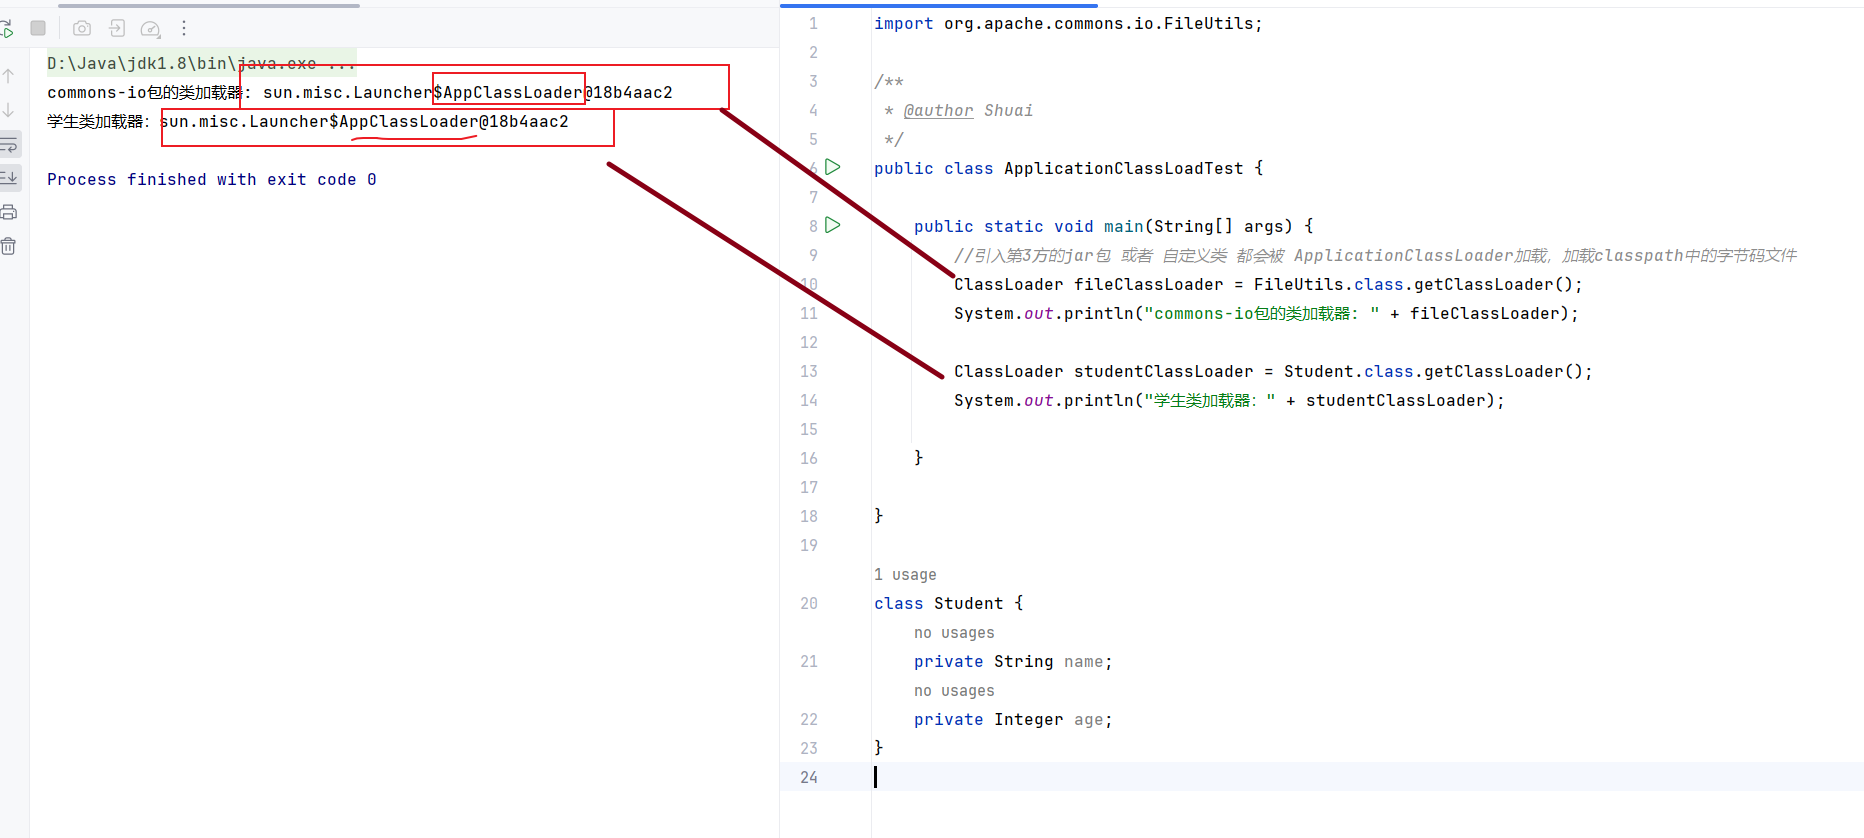 D:\Java\jdk1.8\bin\java.exe ...
commons-io包的类加载器: sun.misc.Launcher$AppClassLoader@18b4aac2
学生类加载器: sun.misc.Launcher$AppClassLoader@18b4aac2
Process finished with exit code 0
1 import org.apache.commons.io.FileUtils;
2
3 /**
4 * @author Shuai
5 */
6 public class ApplicationClassLoadTest {
7
8 public static void main(String[] args) {
9 //引入第3方的jar包 或者 自定义类 都会被 ApplicationClassLoader加载, 加载classpath中的字节码文件
10 ClassLoader fileClassLoader = FileUtils.class.getClassLoader();
11 System.out.println("commons-io包的类加载器: " + fileClassLoader);
12
13 ClassLoader studentClassLoader = Student.class.getClassLoader();
14 System.out.println("学生类加载器: " + studentClassLoader);
15
16 }
17
18 }
19
1 usage
20 class Student {
no usages
21 private String name;
no usages
22 private Integer age;
23 }
24